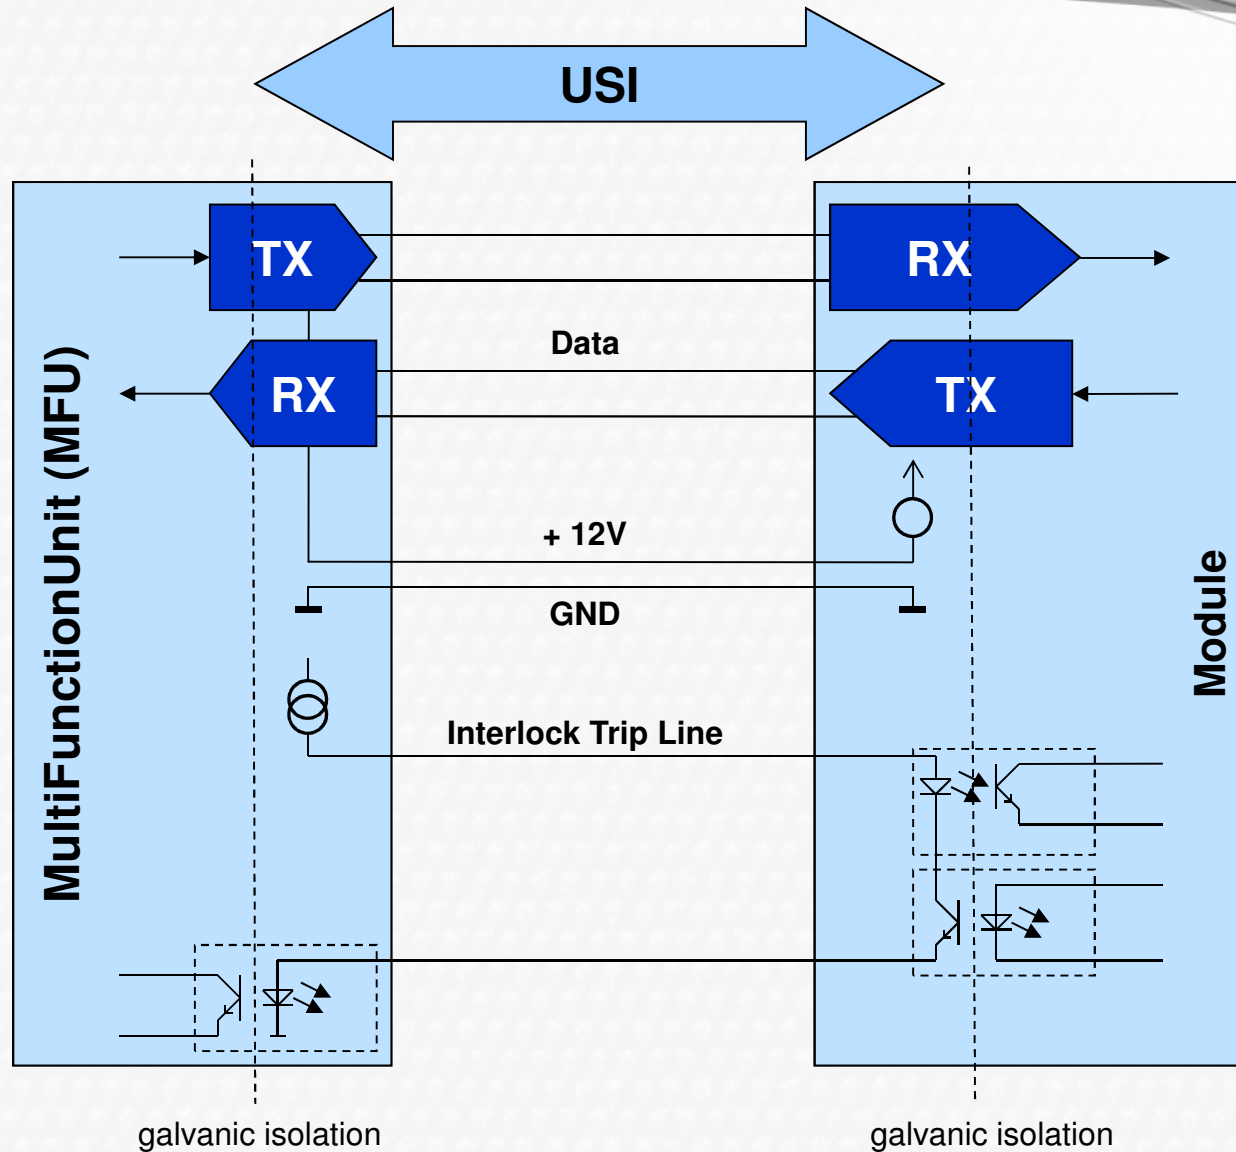 USI
TX
RX
Data
RX
TX
MultiFunctionUnit (MFU)
+ 12V
GND
Module
Interlock Trip Line
galvanic isolation
galvanic isolation